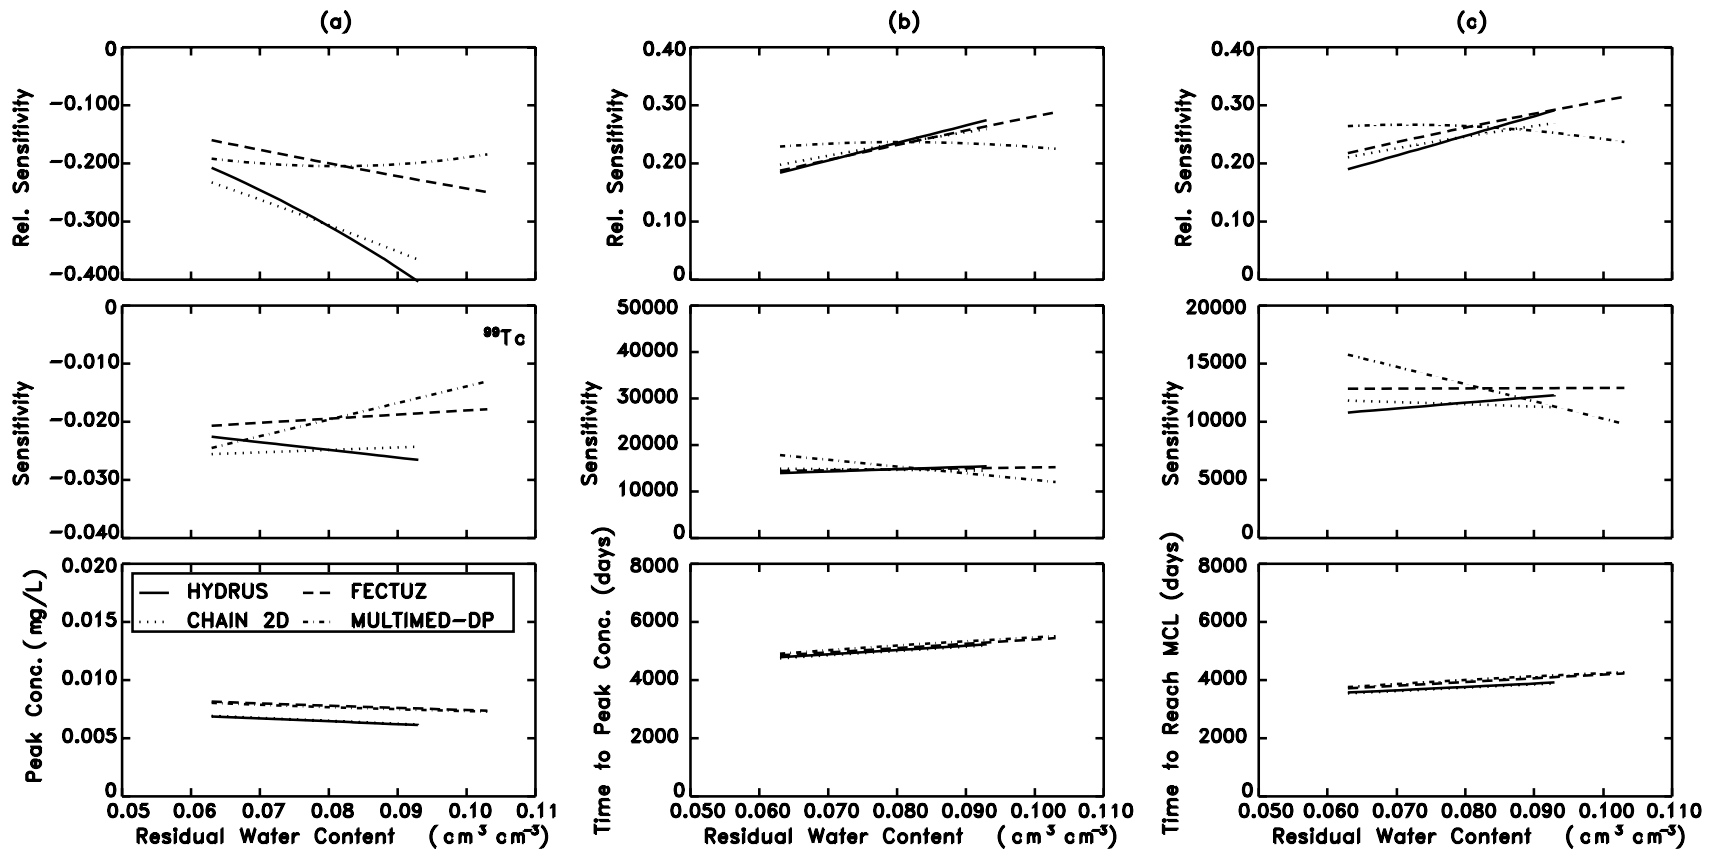 (a) (b) (c)
Rel. Sensitivity
0
−0.100
−0.200
−0.300
−0.400
Rel. Sensitivity
0.40
0.30
0.20
0.10
0
Rel. Sensitivity
0.40
0.30
0.20
0.10
0
Sensitivity
0
−0.010
−0.020
−0.030
−0.040
⁹⁹Tc
Sensitivity
50000
40000
30000
20000
10000
0
Sensitivity
20000
15000
10000
5000
0
Peak Conc. (mg/L)
0.020
0.015
0.010
0.005
0
HYDRUS FECTUZ
CHAIN 2D MULTIMED−DP
0.05 0.06 0.07 0.08 0.09 0.10 0.11
Residual Water Content (cm³ cm⁻³)
Time to Peak Conc. (days)
8000
6000
4000
2000
0
0.050 0.060 0.070 0.080 0.090 0.100 0.110
Residual Water Content (cm³ cm⁻³)
Time to Reach MCL (days)
8000
6000
4000
2000
0
0.050 0.060 0.070 0.080 0.090 0.100 0.110
Residual Water Content (cm³ cm⁻³)